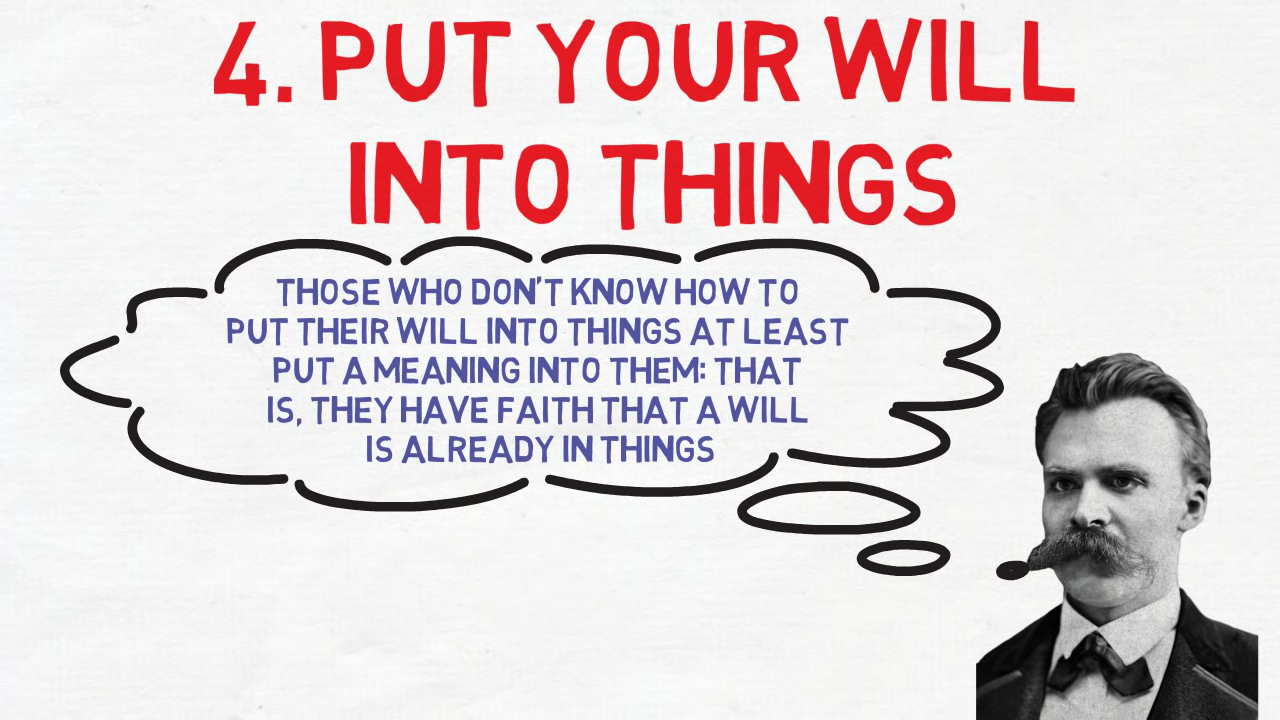 4. PUT YOUR WILL
INTO THINGS
THOSE WHO DON'T KNOW HOW TO
PUT THEIR WILL INTO THINGS AT LEAST
PUT A MEANING INTO THEM: THAT
IS, THEY HAVE FAITH THAT A WILL
IS ALREADY IN THINGS